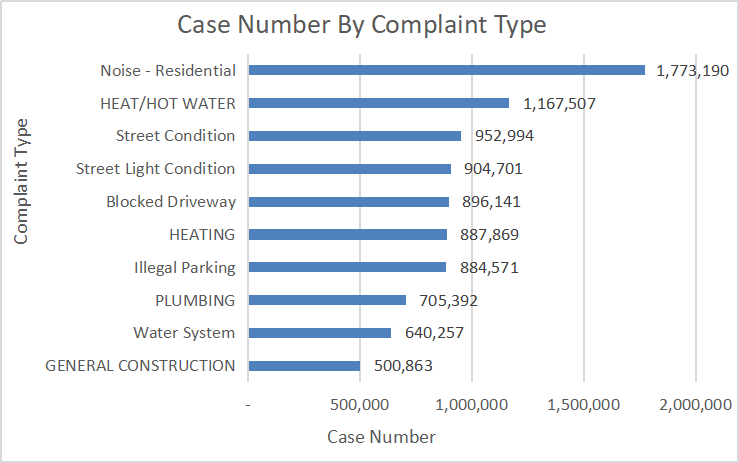 Case Number By Complaint Type
Complaint Type
Noise - Residential 1,773,190
HEAT/HOT WATER 1,167,507
Street Condition 952,994
Street Light Condition 904,701
Blocked Driveway 896,141
HEATING 887,869
Illegal Parking 884,571
PLUMBING 705,392
Water System 640,257
GENERAL CONSTRUCTION 500,863
- 500,000 1,000,000 1,500,000 2,000,000
Case Number